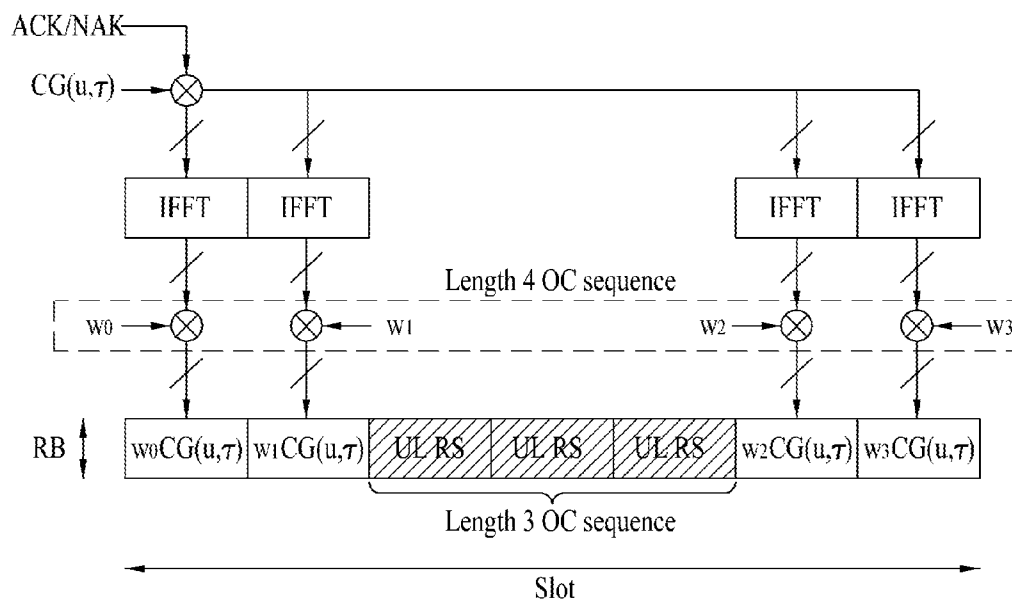 ACK/NAK
CG(u,τ)
IFFT IFFT IFFT IFFT
Length 4 OC sequence
W0 W1 W2 W3
RB
W0CG(u,τ) W1CG(u,τ) UL RS UL RS UL RS W2CG(u,τ) W3CG(u,τ)
Length 3 OC sequence
Slot